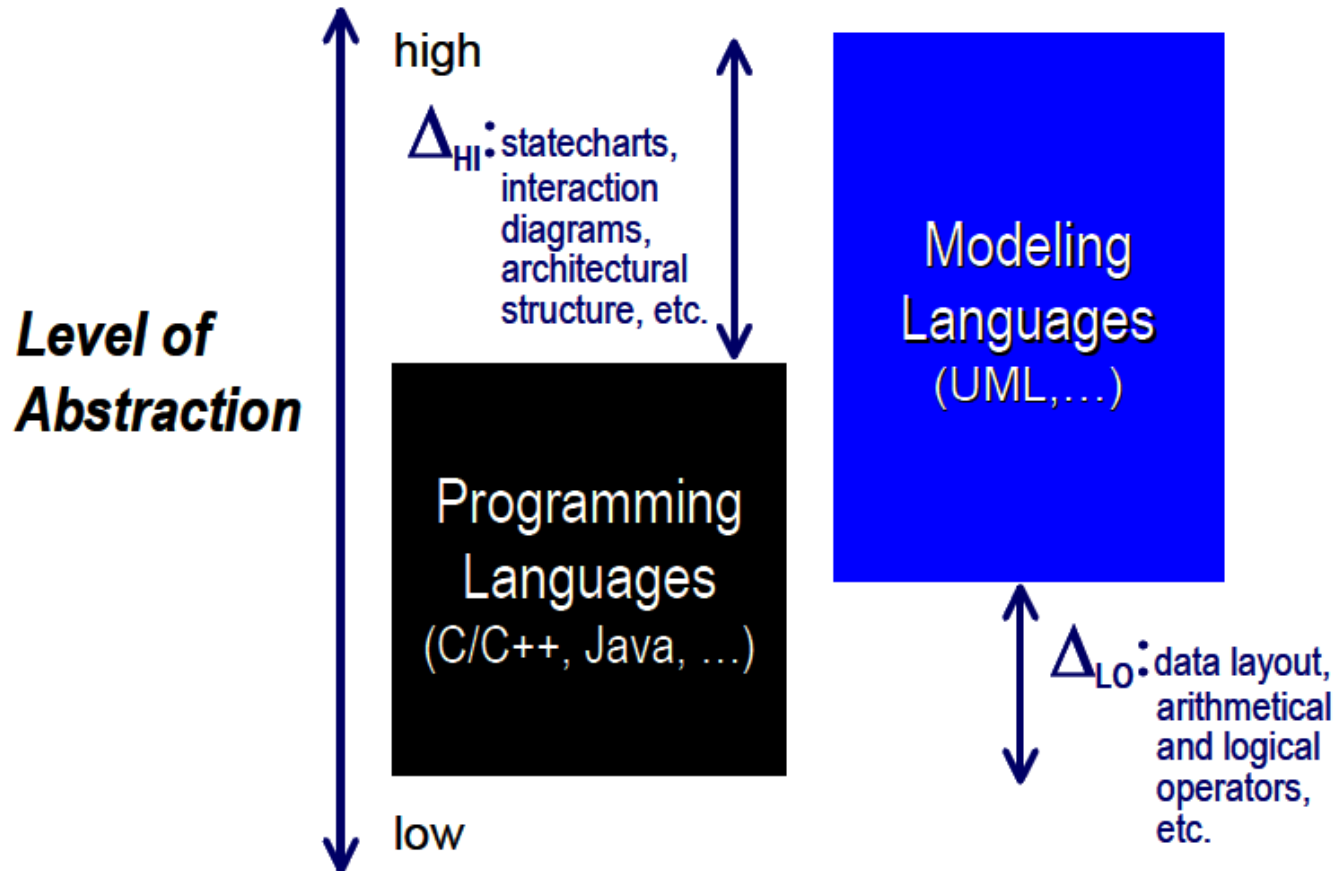 high
ΔHI: statecharts,
interaction
diagrams,
architectural
structure, etc.
Level of
Abstraction
Modeling
Languages
(UML,...)
Programming
Languages
(C/C++, Java, ...)
ΔLO: data layout,
arithmetical
and logical
operators,
etc.
low